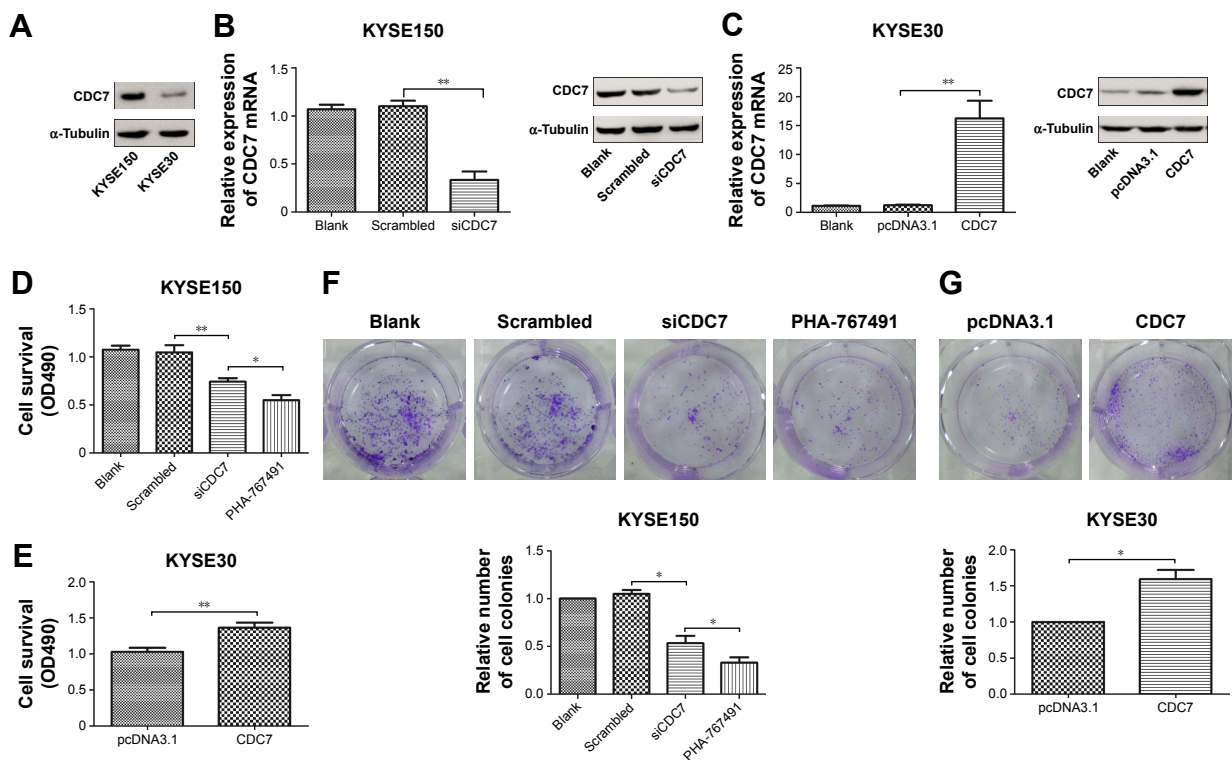 A
CDC7
α-Tubulin
KYSE150
KYSE30
B
KYSE150
Relative expression
of CDC7 mRNA
1.5
1.0
0.5
0
**
Blank
Scrambled
siCDC7
CDC7
α-Tubulin
Blank
Scrambled
siCDC7
C
KYSE30
Relative expression
of CDC7 mRNA
25
20
15
10
5
0
**
Blank
pcDNA3.1
CDC7
CDC7
α-Tubulin
Blank
pcDNA3.1
CDC7
D
KYSE150
Cell survival
(OD490)
1.5
1.0
0.5
0
**
*
Blank
Scrambled
siCDC7
PHA-767491
E
KYSE30
Cell survival
(OD490)
2.0
1.5
1.0
0.5
0
**
pcDNA3.1
CDC7
F
Blank
Scrambled
siCDC7
PHA-767491
KYSE150
Relative number
of cell colonies
1.5
1.0
0.5
0.0
*
*
Blank
Scrambled
siCDC7
PHA-767491
G
pcDNA3.1
CDC7
KYSE30
Relative number
of cell colonies
2.0
1.5
1.0
0.5
0.0
*
pcDNA3.1
CDC7